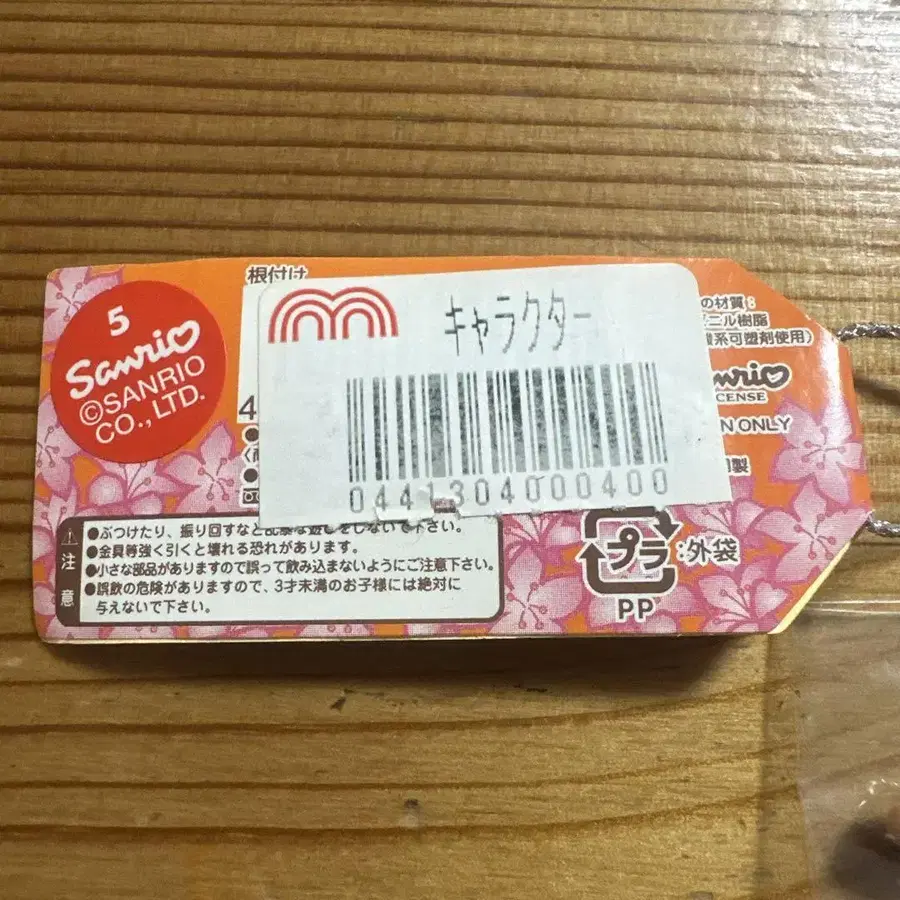 5
Sanrio
©SANRIO
CO., LTD.
根付け
キャラクター
0441304000400
の材質：
ニル樹脂
酸系可塑剤使用）
CENSE
N ONLY
製
4
注意
●ぶつけたり、振り回すなど乱暴な遊びをしないで下さい。
●金具等強く引くと壊れる恐れがあります。
●小さな部品がありますので誤って飲み込まないようにご注意下さい。
●誤飲の危険がありますので、3才未満のお子様には絶対に
与えないで下さい。
プラ
：外袋
PP